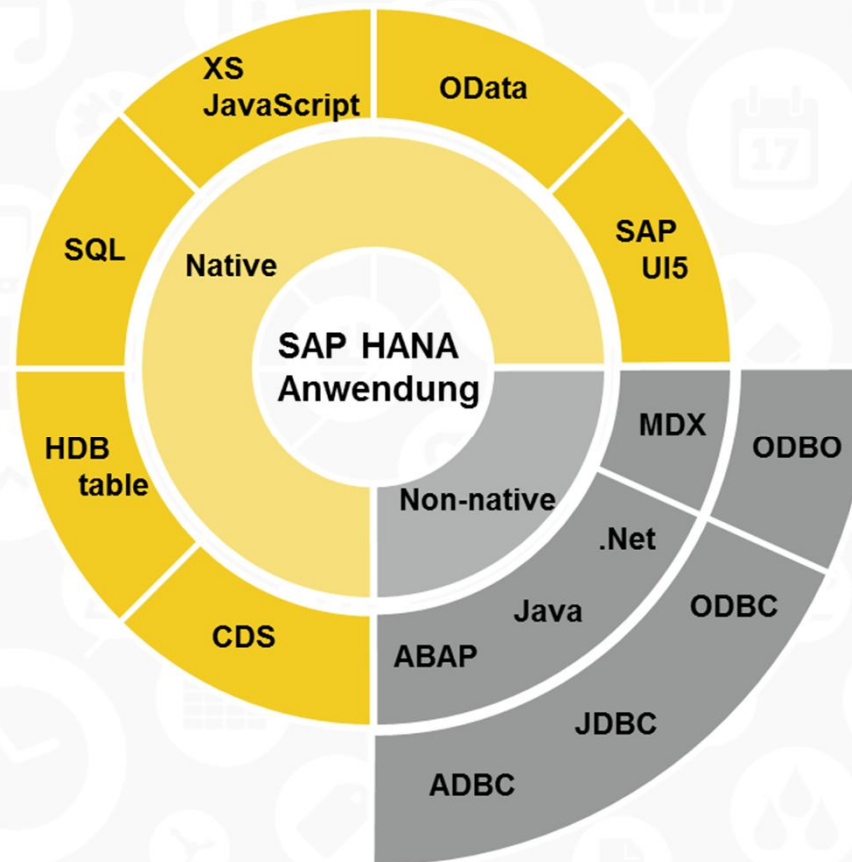 XS
JavaScript
OData
SQL
SAP
UI5
Native
SAP HANA
Anwendung
HDB
table
MDX
ODBO
Non-native
.Net
Java
ODBC
CDS
ABAP
JDBC
ADBC
17